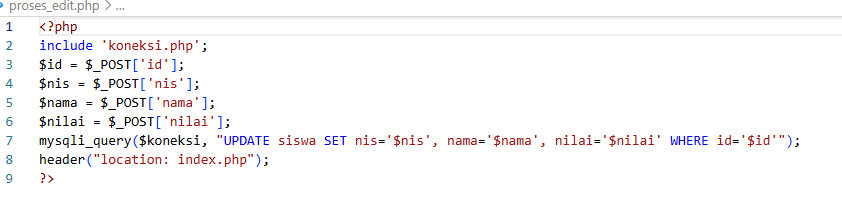 proses_edit.php > ...
1 <?php
2 include 'koneksi.php';
3 $id = $_POST['id'];
4 $nis = $_POST['nis'];
5 $nama = $_POST['nama'];
6 $nilai = $_POST['nilai'];
7 mysqli_query($koneksi, "UPDATE siswa SET nis='$nis', nama='$nama', nilai='$nilai' WHERE id='$id'");
8 header("location: index.php");
9 ?>